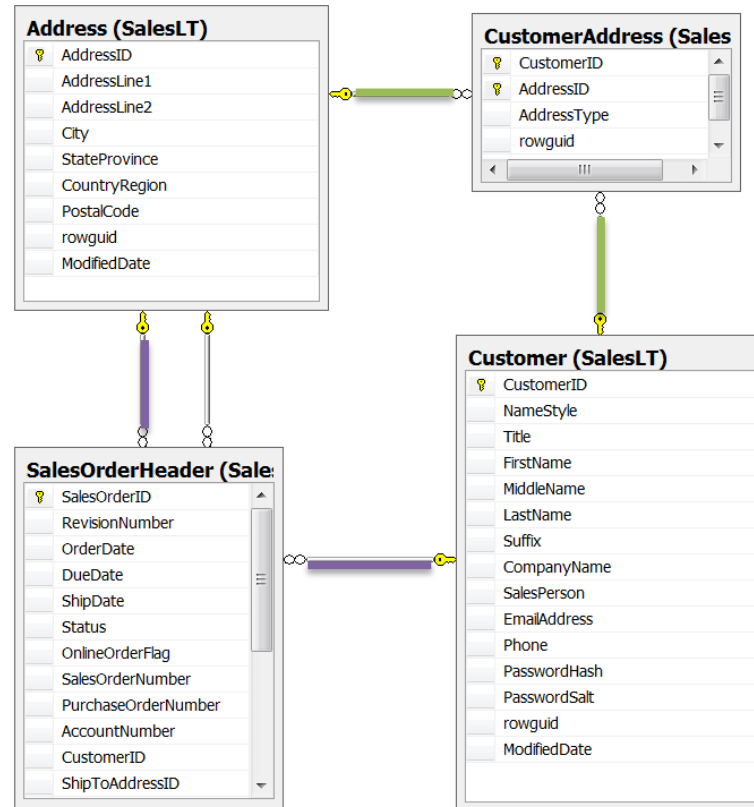 Address (SalesLT)
AddressID
AddressLine1
AddressLine2
City
StateProvince
CountryRegion
PostalCode
rowguid
ModifiedDate
CustomerAddress (Sales
CustomerID
AddressID
AddressType
rowguid
SalesOrderHeader (Sale
SalesOrderID
RevisionNumber
OrderDate
DueDate
ShipDate
Status
OnlineOrderFlag
SalesOrderNumber
PurchaseOrderNumber
AccountNumber
CustomerID
ShipToAddressID
Customer (SalesLT)
CustomerID
NameStyle
Title
FirstName
MiddleName
LastName
Suffix
CompanyName
SalesPerson
EmailAddress
Phone
PasswordHash
PasswordSalt
rowguid
ModifiedDate